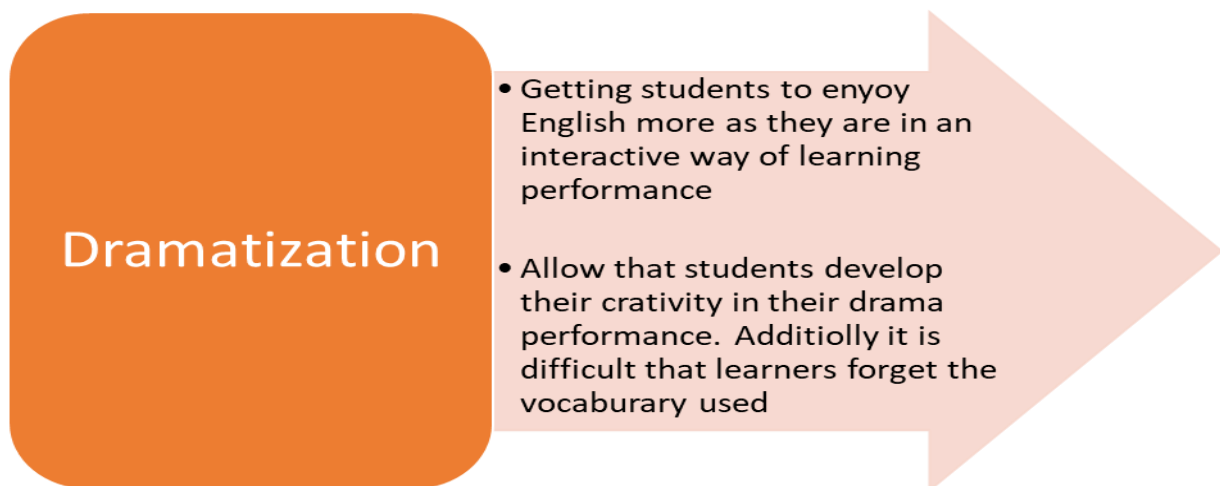 Dramatization
• Getting students to enyoy
English more as they are in an
interactive way of learning
performance
• Allow that students develop
their crativity in their drama
performance. Additiolly it is
difficult that learners forget the
vocaburary used